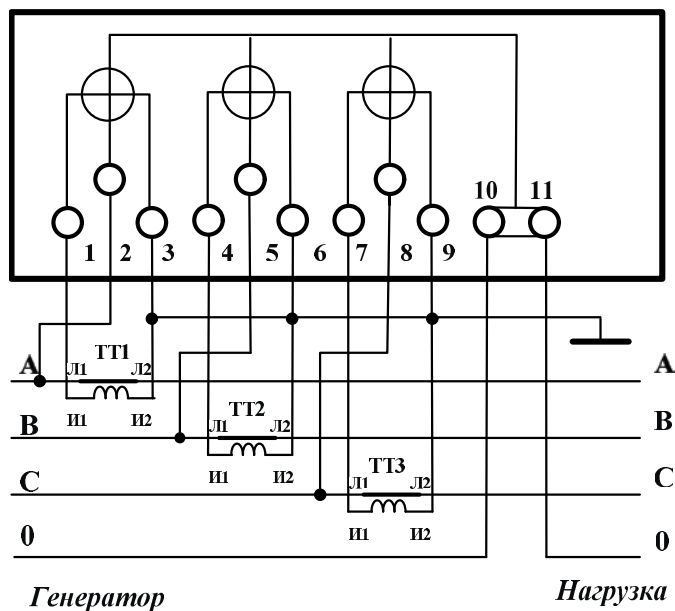 10 11
1 2 3 4 5 6 7 8 9
А ТТ1 А
Л1 Л2
И1 И2
В ТТ2 В
Л1 Л2
И1 И2
С ТТ3 С
Л1 Л2
И1 И2
0 0
Генератор Нагрузка